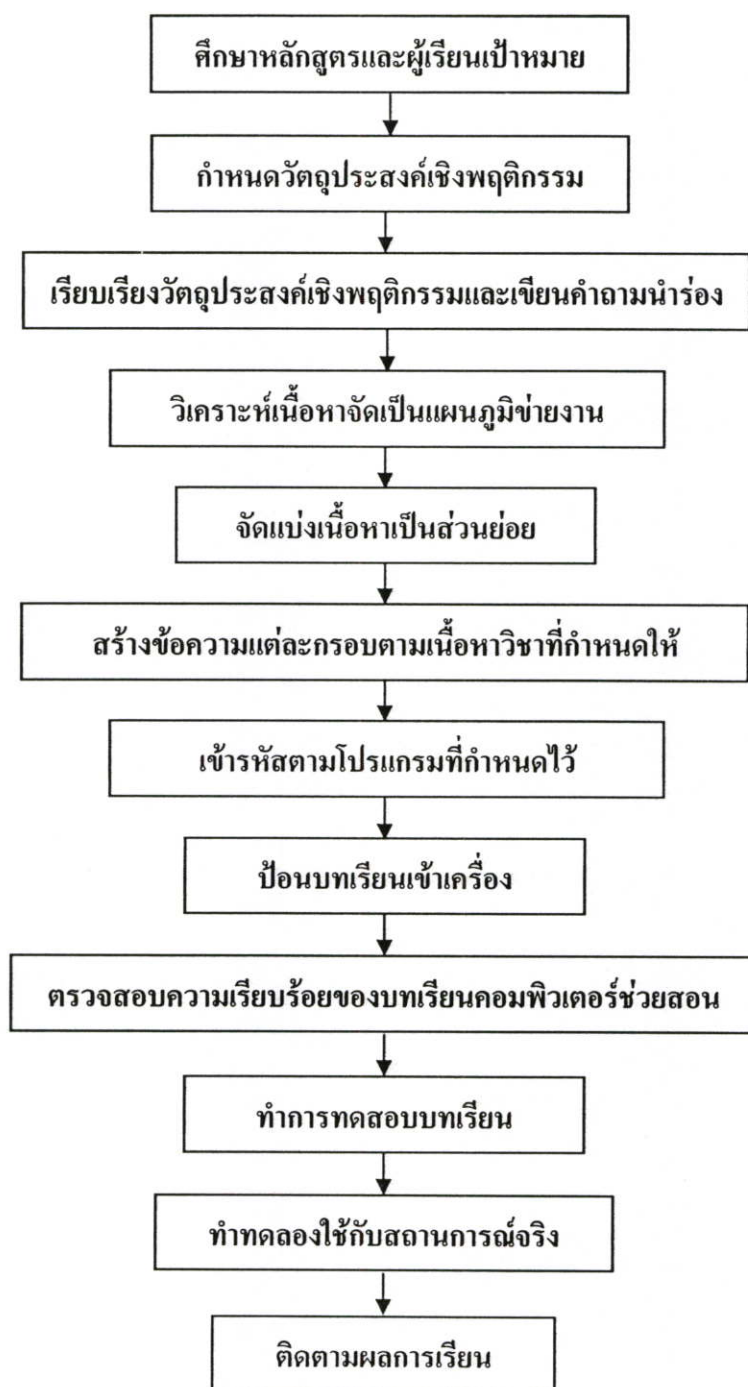 ศึกษาหลักสูตรและผู้เรียนเป้าหมาย
กำหนดวัตถุประสงค์เชิงพฤติกรรม
เรียบเรียงวัตถุประสงค์เชิงพฤติกรรมและเขียนคำถามนำร่อง
วิเคราะห์เนื้อหาจัดเป็นแผนภูมิข่ายงาน
จัดแบ่งเนื้อหาเป็นส่วนย่อย
สร้างข้อความแต่ละกรอบตามเนื้อหาวิชาที่กำหนดให้
เข้ารหัสตามโปรแกรมที่กำหนดไว้
ป้อนบทเรียนเข้าเครื่อง
ตรวจสอบความเรียบร้อยของบทเรียนคอมพิวเตอร์ช่วยสอน
ทำการทดสอบบทเรียน
ทำทดลองใช้กับสถานการณ์จริง
ติดตามผลการเรียน